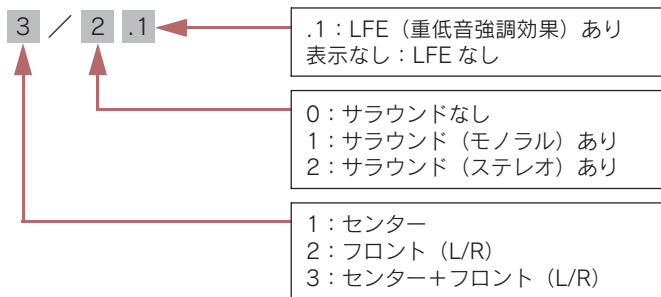 3 ／ 2 .1
.1：LFE（重低音強調効果）あり
表示なし：LFE なし
0：サラウンドなし
1：サラウンド（モノラル）あり
2：サラウンド（ステレオ）あり
1：センター
2：フロント（L/R）
3：センター＋フロント（L/R）